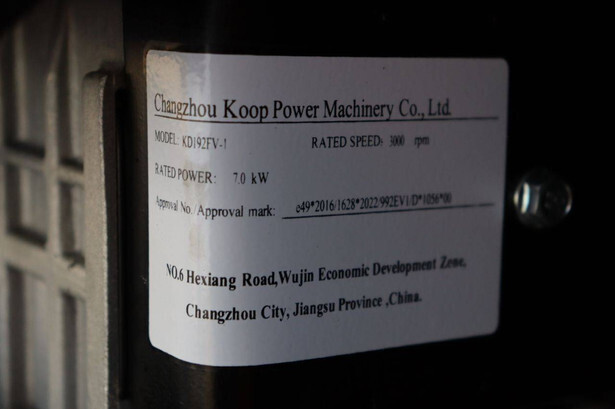 Changzhou Koop Power Machinery Co., Ltd.
MODEL: KD192FV-1 RATED SPEED: 3000 rpm
RATED POWER: 7.0 kW
Approval No./Approval mark: e49*2016/1628*2022/992EV1/D*1056*00
NO.6 Hexiang Road,Wujin Economic Development Zene,
Changzhou City, Jiangsu Province ,China.